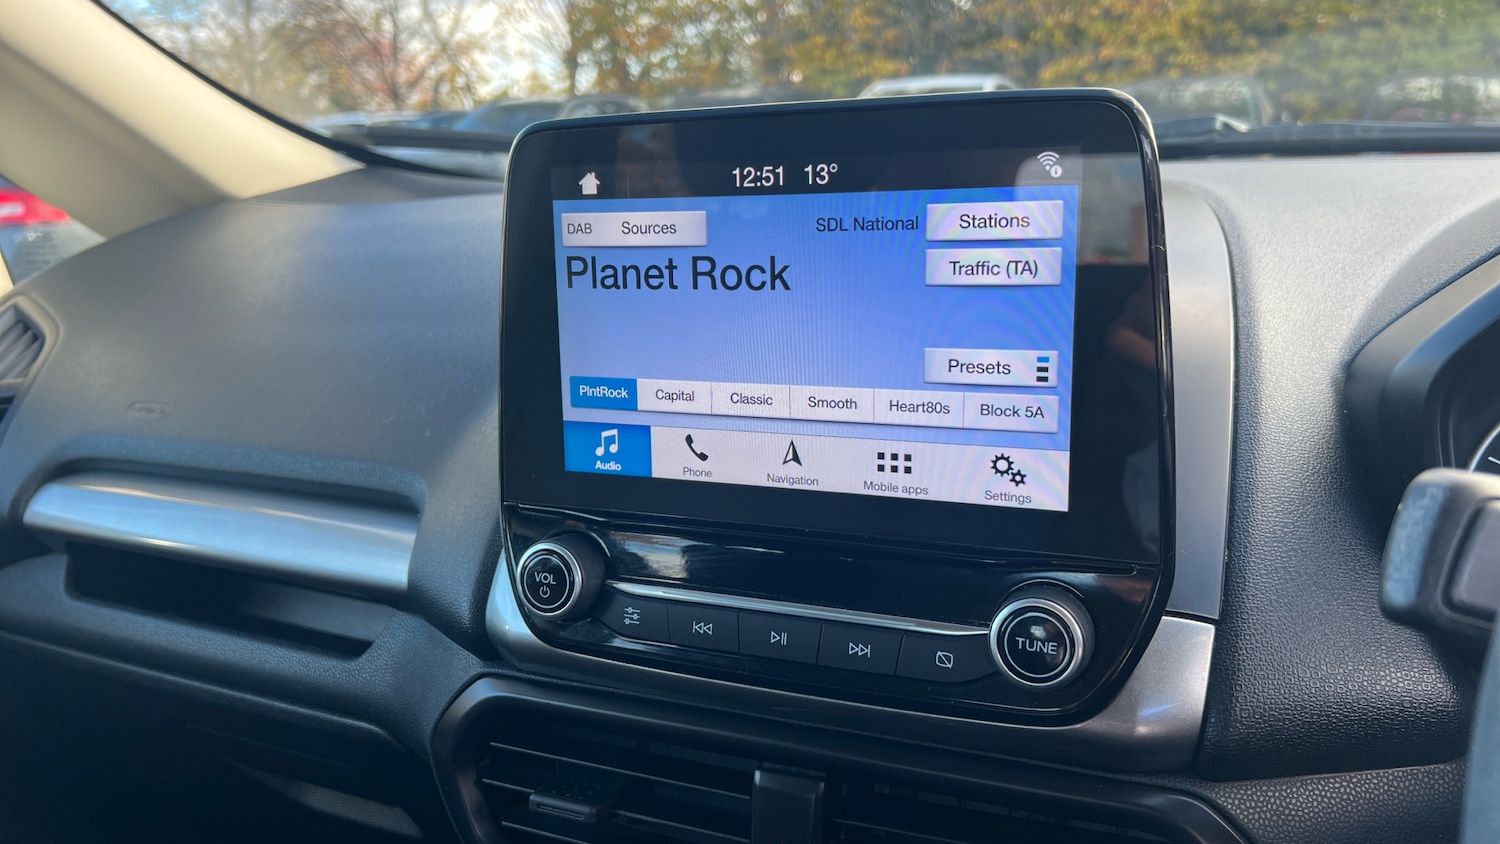 12:51 13°
DAB Sources
SDL National
Stations
Planet Rock
Traffic (TA)
Presets
PlntRock Capital Classic Smooth Heart80s Block 5A
Audio Phone Navigation Mobile apps Settings
VOL
TUNE